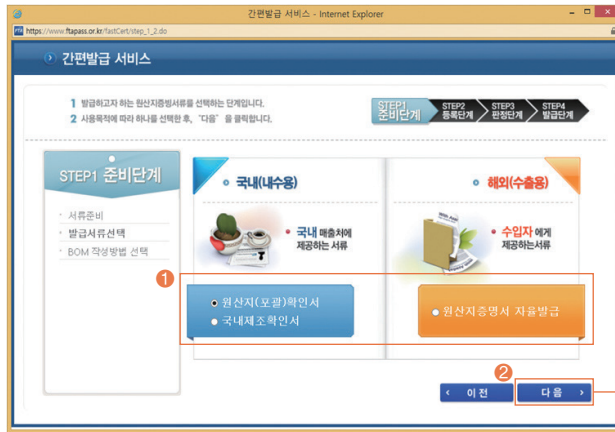 간편발급 서비스 - Internet Explorer
https://www.ftapass.or.kr/fastCert/step_1_2.do
간편발급 서비스
1 발급하고자 하는 원산지증빙서류를 선택하는 단계입니다.
2 사용목적에 따라 하나를 선택한 후, "다음" 을 클릭합니다.
STEP1 준비단계
STEP2 등록단계
STEP3 판정단계
STEP4 발급단계
STEP1 준비단계
서류준비
발급서류선택
BOM 작성방법 선택
국내(내수용)
국내 매출처에
제공하는 서류
해외(수출용)
수입자 에게
제공하는서류
1
원산지(포괄)확인서
국내제조확인서
원산지증명서 자율발급
2
이전
다음